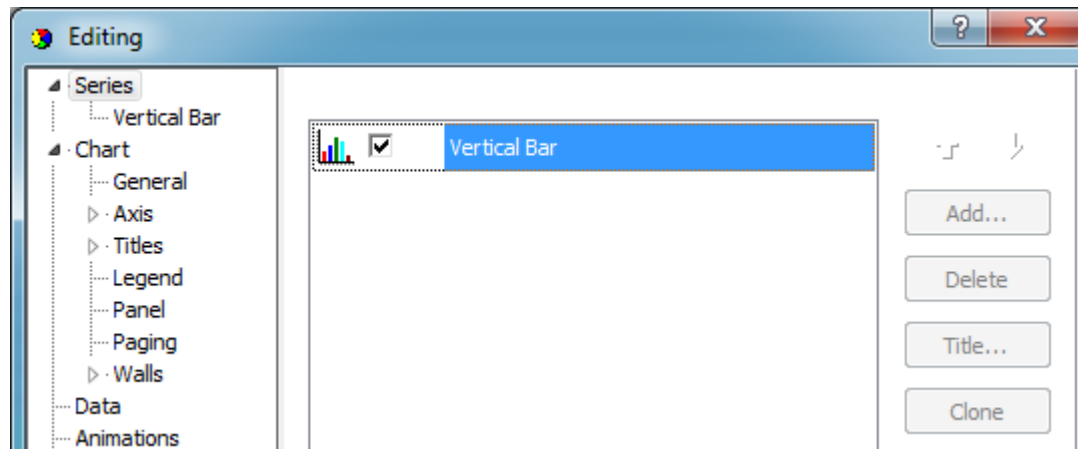 Editing
Series
Vertical Bar
Chart
General
Axis
Titles
Legend
Panel
Paging
Walls
Data
Animations
Vertical Bar
Add...
Delete
Title...
Clone